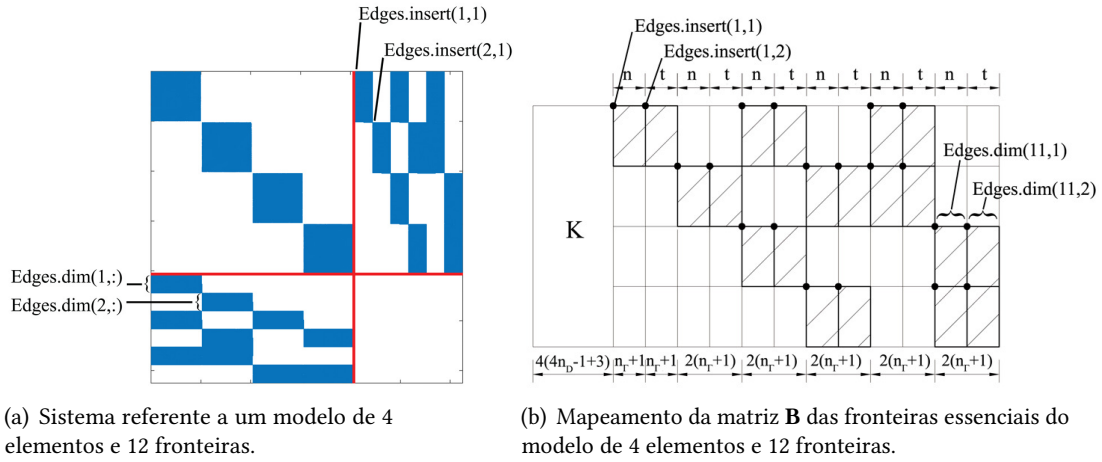 Edges.insert(1,1)
Edges.insert(2,1)
Edges.dim(1,:)
Edges.dim(2,:)
Edges.insert(1,1)
Edges.insert(1,2)
n t n t n t n t n t n t
Edges.dim(11,1)
Edges.dim(11,2)
K
4(4n_D-1+3) n_Γ+1 n_Γ+1 2(n_Γ+1) 2(n_Γ+1) 2(n_Γ+1) 2(n_Γ+1) 2(n_Γ+1)
(a) Sistema referente a um modelo de 4
elementos e 12 fronteiras.
(b) Mapeamento da matriz B das fronteiras essenciais do
modelo de 4 elementos e 12 fronteiras.